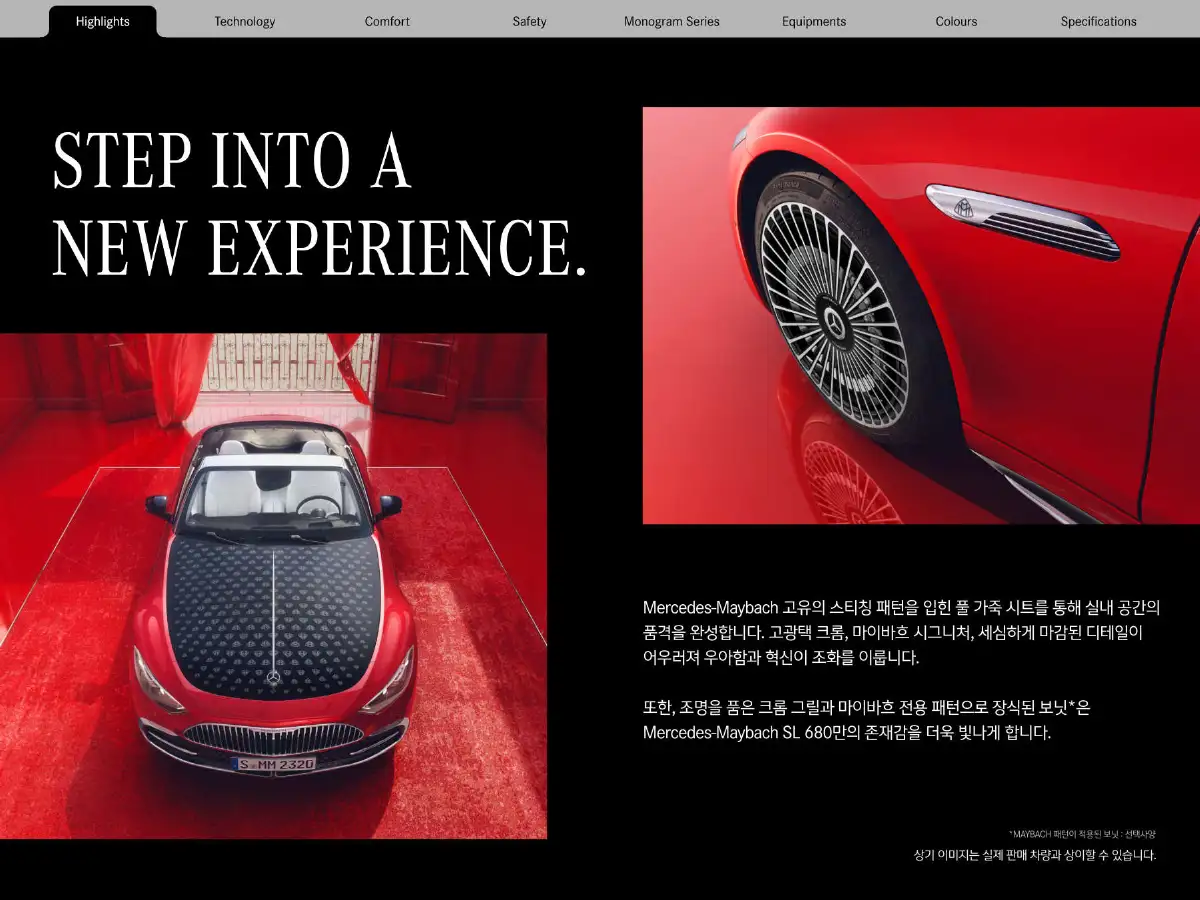 Highlights
Technology
Comfort
Safety
Monogram Series
Equipments
Colours
Specifications
STEP INTO A
NEW EXPERIENCE.
S MM 2320
Mercedes-Maybach 고유의 스티칭 패턴을 입힌 풀 가죽 시트를 통해 실내 공간의
품격을 완성합니다. 고광택 크롬, 마이바흐 시그니처, 세심하게 마감된 디테일이
어우러져 우아함과 혁신이 조화를 이룹니다.
또한, 조명을 품은 크롬 그릴과 마이바흐 전용 패턴으로 장식된 보닛*은
Mercedes-Maybach SL 680만의 존재감을 더욱 빛나게 합니다.
*MAYBACH 패턴이 적용된 보닛 : 선택사양
상기 이미지는 실제 판매 차량과 상이할 수 있습니다.